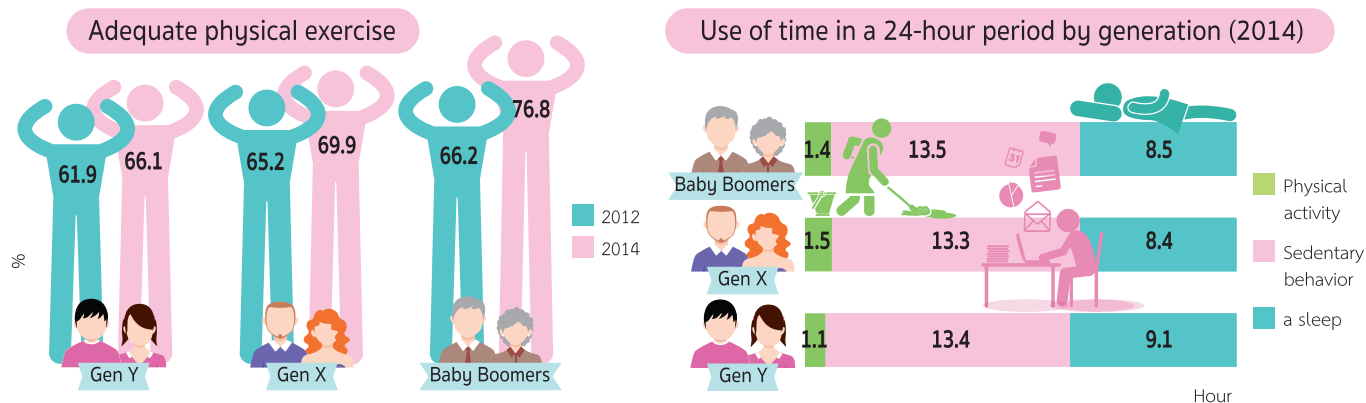 Adequate physical exercise
61.9
66.1
65.2
69.9
66.2
76.8
2012
2014
%
Gen Y
Gen X
Baby Boomers
Use of time in a 24-hour period by generation (2014)
Baby Boomers
1.4
13.5
8.5
31
Gen X
1.5
13.3
8.4
Gen Y
1.1
13.4
9.1
Hour
Physical
activity
Sedentary
behavior
a sleep